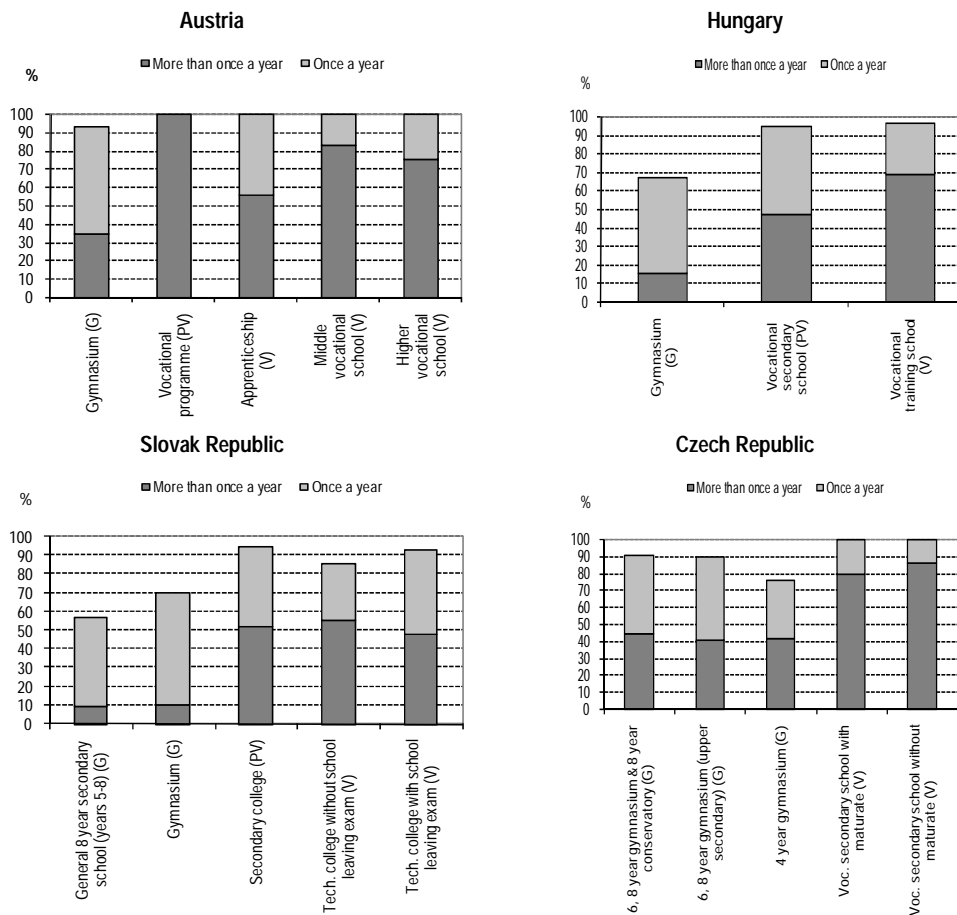 Austria
More than once a year Once a year
%
100
90
80
70
60
50
40
30
20
10
0
Gymnasium (G)
Vocational
programme (PV)
Apprenticeship
(V)
Middle
vocational
school (V)
Higher
vocational
school (V)
Hungary
More than once a year Once a year
%
100
90
80
70
60
50
40
30
20
10
0
Gymnasium
(G)
Vocational
secondary
school (PV)
Vocational
training school
(V)
Slovak Republic
More than once a year Once a year
%
100
90
80
70
60
50
40
30
20
10
0
General 8 year secondary
school (years 5-8) (G)
Gymnasium (G)
Secondary college (PV)
Tech. college without school
leaving exam (V)
Tech. college with school
leaving exam (V)
Czech Republic
More than once a year Once a year
%
100
90
80
70
60
50
40
30
20
10
0
6, 8 year gymnasium & 8 year
conservatory (G)
6, 8 year gymnasium (upper
secondary) (G)
4 year gymnasium (G)
Voc. secondary school with
maturate (V)
Voc. secondary school without
maturate (V)